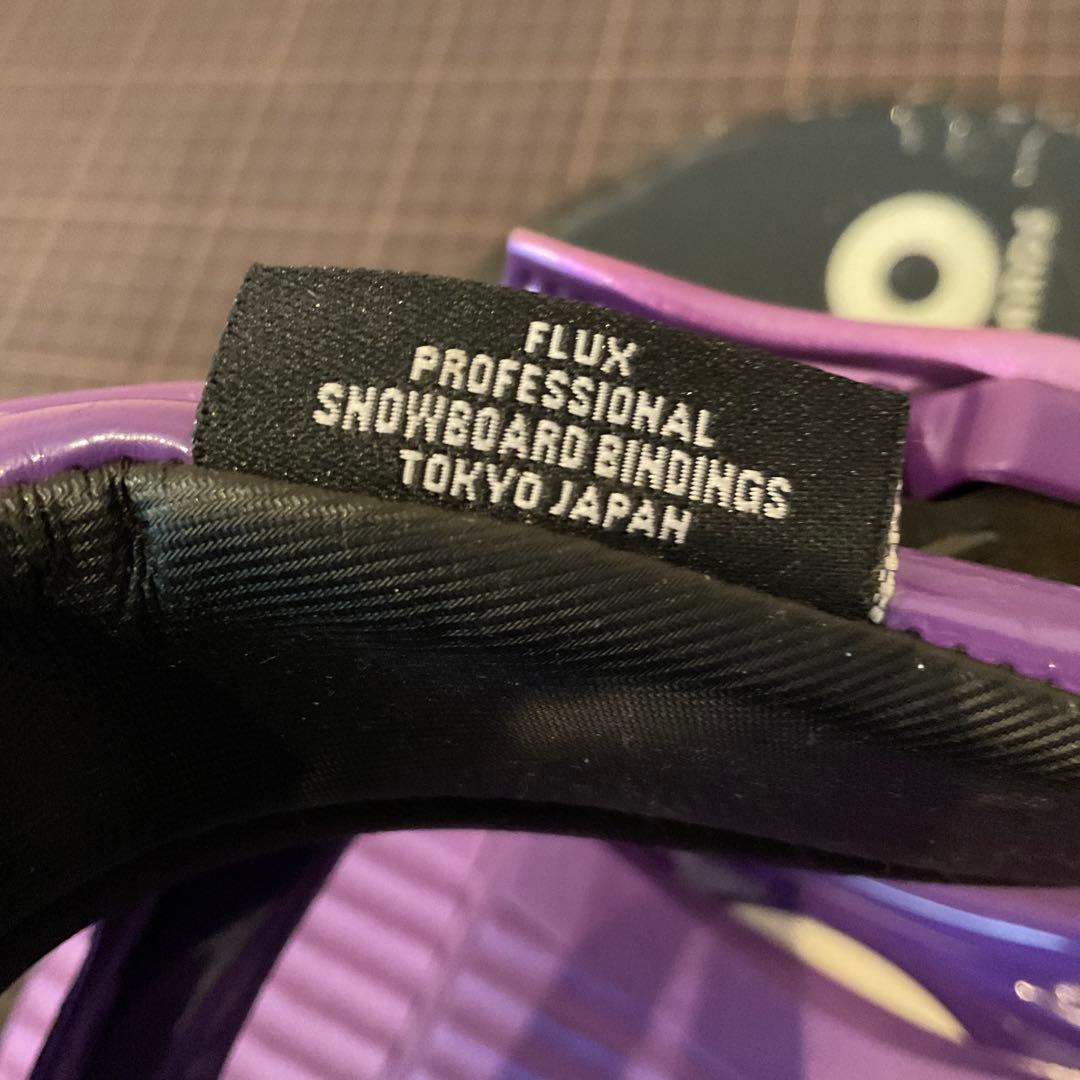 FLUX
PROFESSIONAL
SNOWBOARD BINDINGS
TOKYO JAPAN